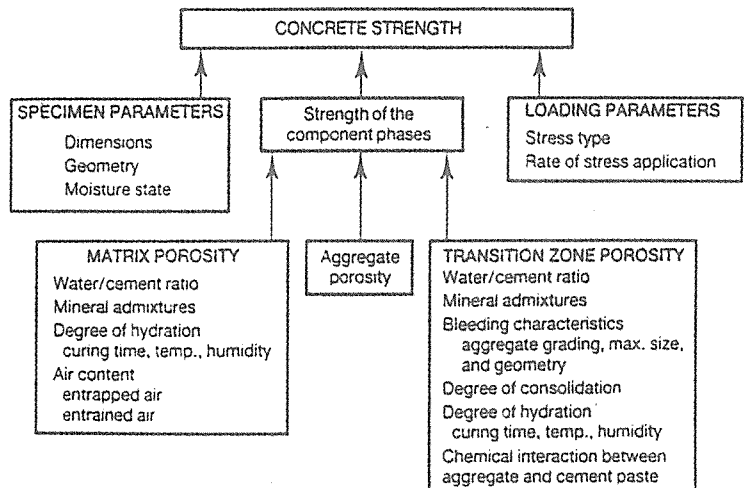 CONCRETE STRENGTH
SPECIMEN PARAMETERS
Dimensions
Geometry
Moisture state
Strength of the
component phases
LOADING PARAMETERS
Stress type
Rate of stress application
MATRIX POROSITY
Water/cement ratio
Mineral admixtures
Degree of hydration
curing time, temp., humidity
Air content
entrapped air
entrained air
Aggregate
porosity
TRANSITION ZONE POROSITY
Water/cement ratio
Mineral admixtures
Bleeding characteristics
aggregate grading, max. size,
and geometry
Degree of consolidation
Degree of hydration
curing time, temp., humidity
Chemical interaction between
aggregate and cement paste